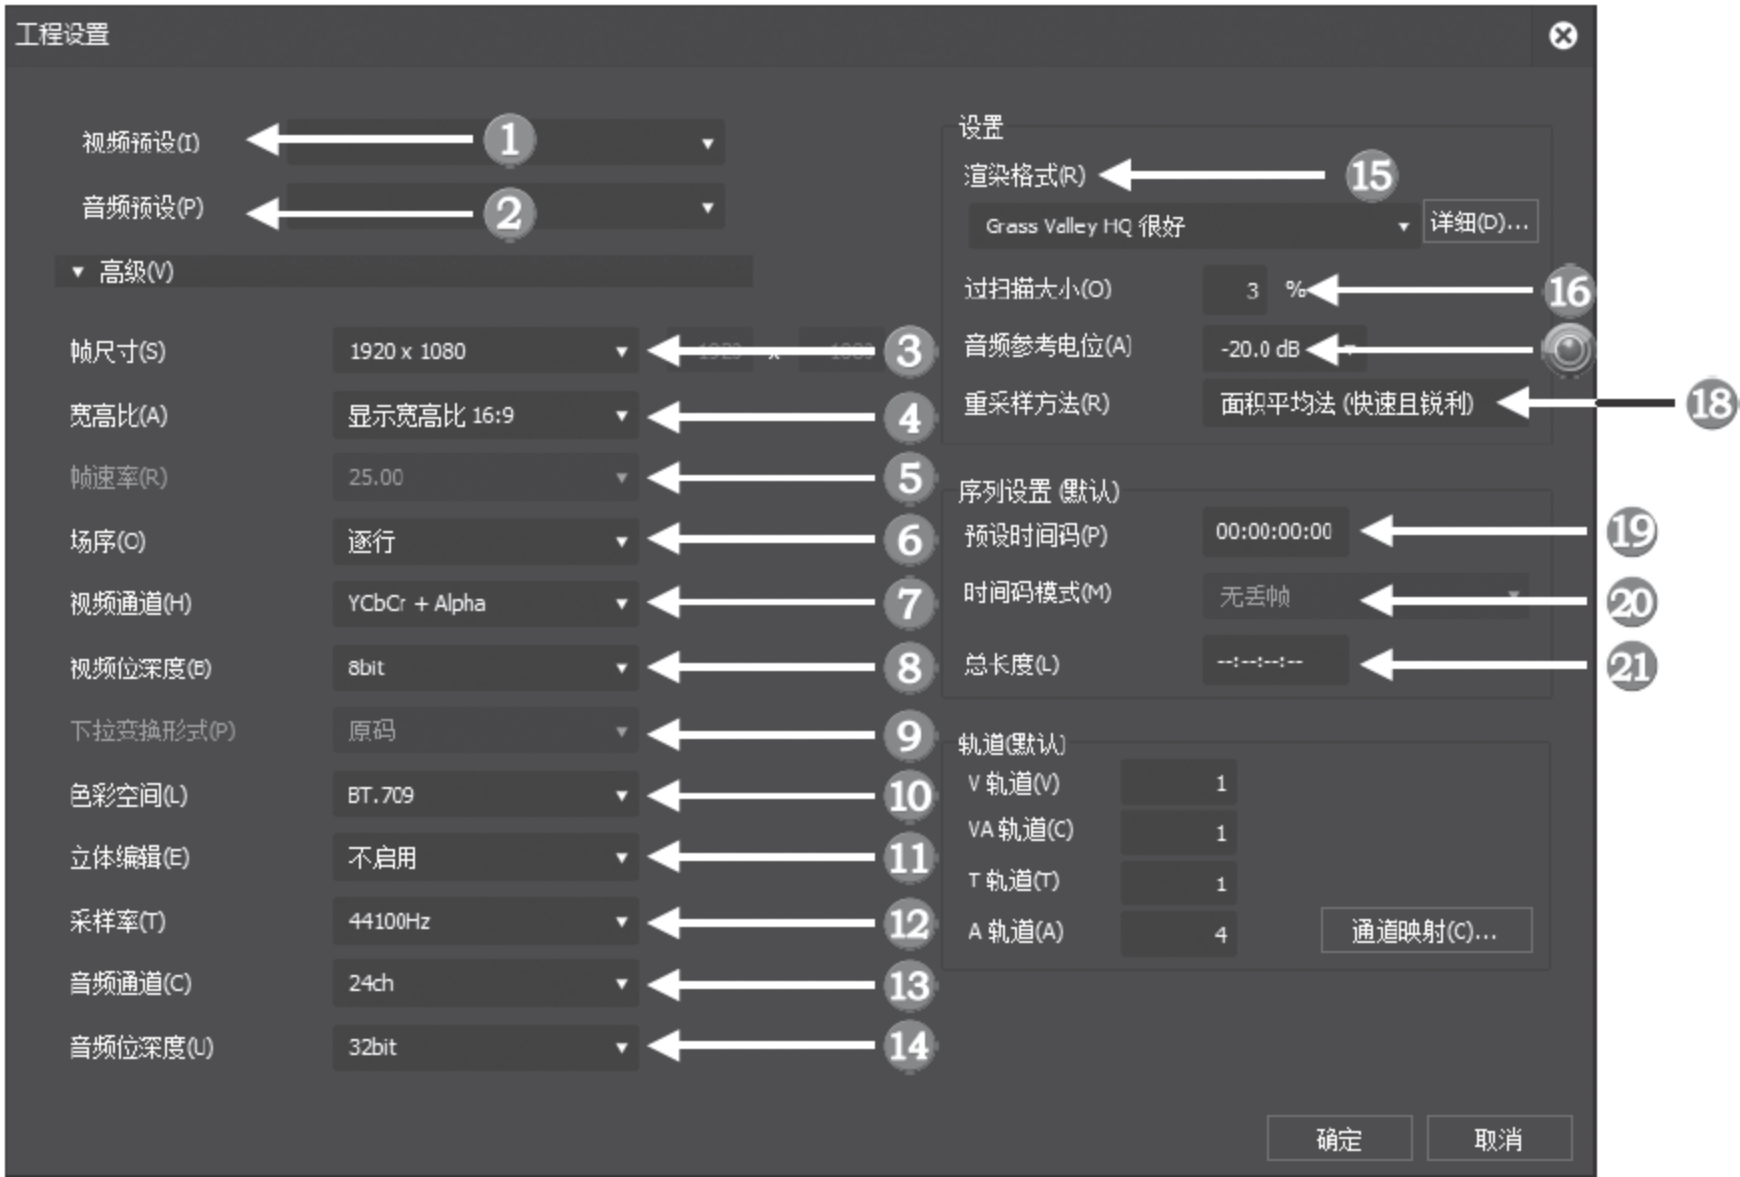 工程设置
视频预设(I) 1
音频预设(P) 2
高级(V)
帧尺寸(S) 1920 x 1080 1920 x 1080 3
宽高比(A) 显示宽高比 16:9 4
帧速率(R) 25.00 5
场序(O) 逐行 6
视频通道(H) YCbCr + Alpha 7
视频位深度(B) 8bit 8
下拉变换形式(P) 原码 9
色彩空间(L) BT.709 10
立体编辑(E) 不启用 11
采样率(T) 44100Hz 12
音频通道(C) 24ch 13
音频位深度(U) 32bit 14
设置
渲染格式(R) 15
Grass Valley HQ 很好 详细(D)...
过扫描大小(O) 3 % 16
音频参考电位(A) -20.0 dB
重采样方法(R) 面积平均法 (快速且锐利) 18
序列设置 (默认)
预设时间码(P) 00:00:00:00 19
时间码模式(M) 无丢帧 20
总长度(L) --:--:--:-- 21
轨道(默认)
V 轨道(V) 1
VA 轨道(C) 1
T 轨道(T) 1
A 轨道(A) 4 通道映射(C)...
确定 取消